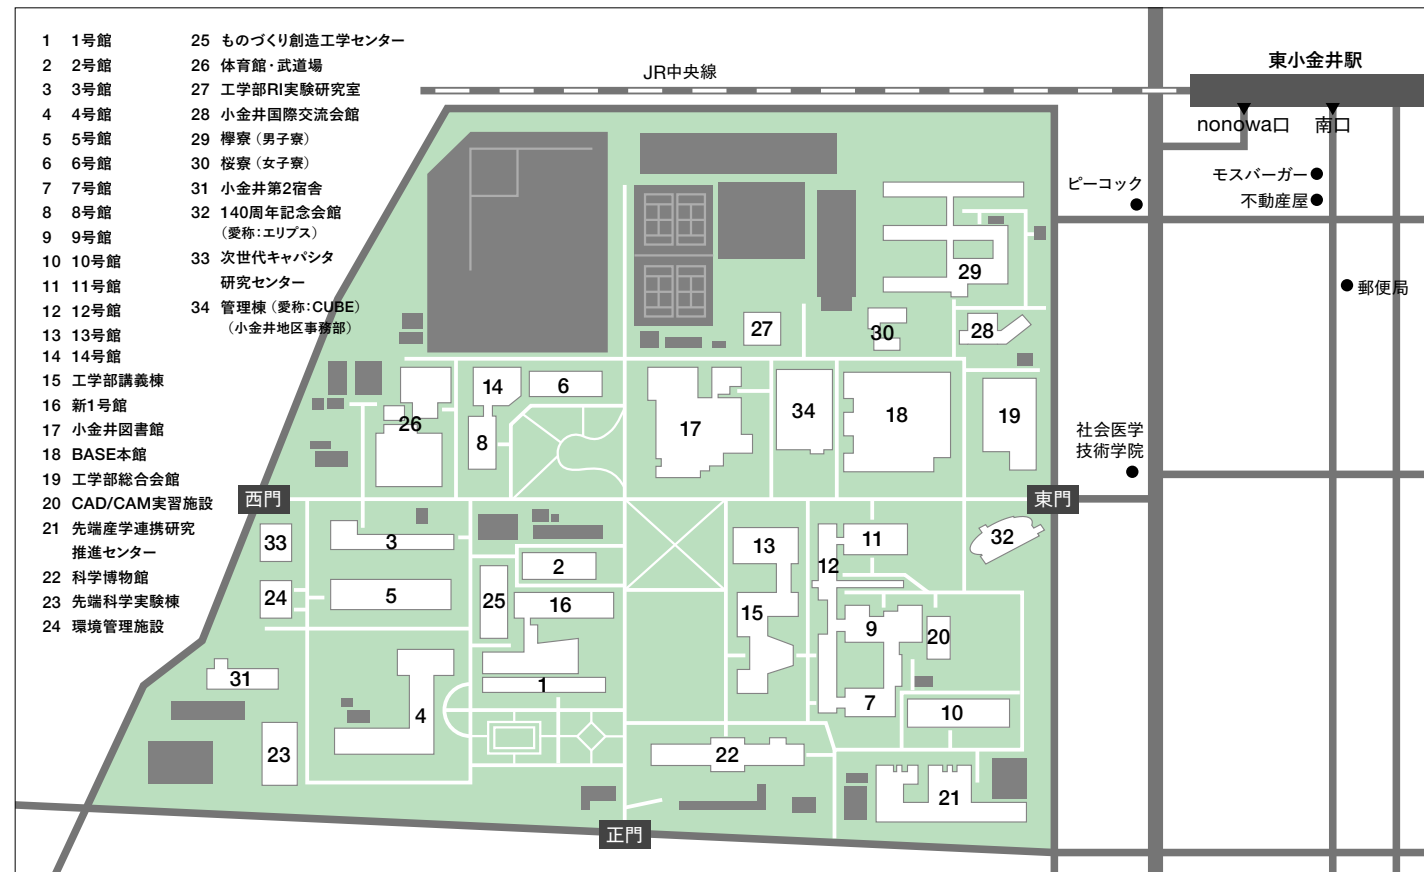 1 1号館
2 2号館
3 3号館
4 4号館
5 5号館
6 6号館
7 7号館
8 8号館
9 9号館
10 10号館
11 11号館
12 12号館
13 13号館
14 14号館
15 工学部講義棟
16 新1号館
17 小金井図書館
18 BASE本館
19 工学部総合会館
20 CAD/CAM実習施設
21 先端産学連携研究
推進センター
22 科学博物館
23 先端科学実験棟
24 環境管理施設
25 ものづくり創造工学センター
26 体育館・武道場
27 工学部RI実験研究室
28 小金井国際交流会館
29 欅寮（男子寮）
30 桜寮（女子寮）
31 小金井第2宿舎
32 140周年記念会館
（愛称：エリプス）
33 次世代キャパシタ
研究センター
34 管理棟（愛称：CUBE）
（小金井地区事務部）
JR中央線
東小金井駅
nonowa口
南口
モスバーガー
ピーコック
不動産屋
郵便局
社会医学
技術学院
29
27
30
28
14
6
26
8
17
34
18
19
西門
東門
33
3
13
11
32
2
12
24
5
25
16
15
9
20
31
1
4
7
10
23
22
21
正門